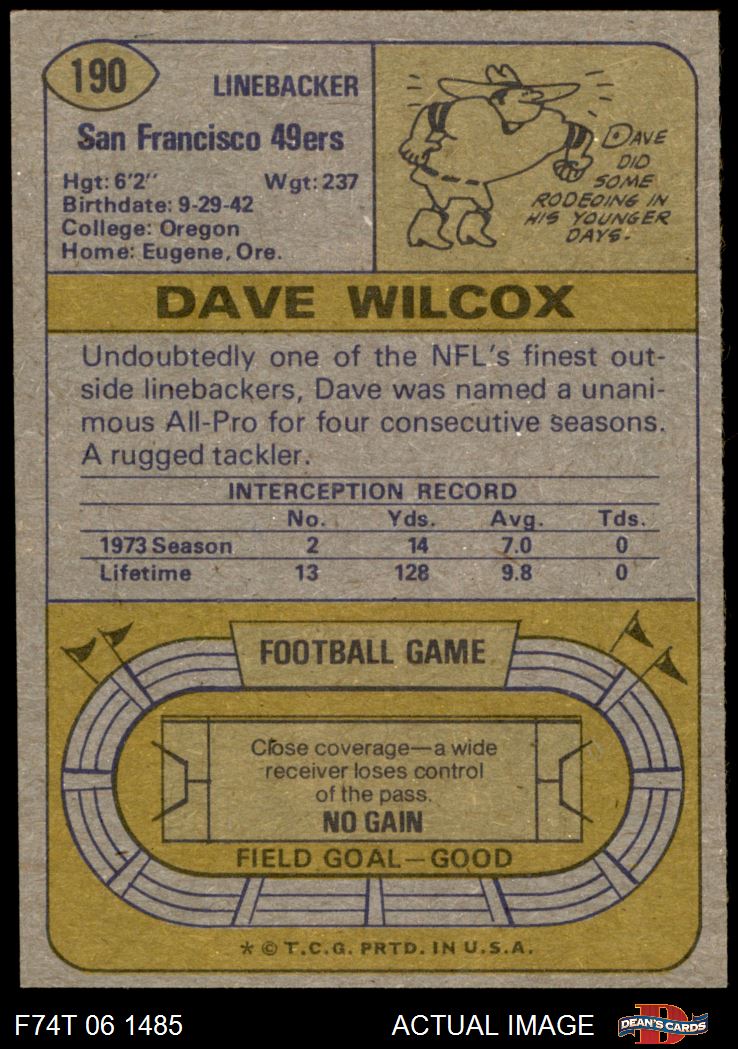 190
LINEBACKER
San Francisco 49ers
Hgt: 6'2" Wgt: 237
Birthdate: 9-29-42
College: Oregon
Home: Eugene, Ore.
DAVE
DID
SOME
RODEOING IN
HIS YOUNGER
DAYS.
DAVE WILCOX
Undoubtedly one of the NFL's finest out-
side linebackers, Dave was named a unani-
mous All-Pro for four consecutive seasons.
A rugged tackler.
INTERCEPTION RECORD
No. Yds. Avg. Tds.
1973 Season 2 14 7.0 0
Lifetime 13 128 9.8 0
FOOTBALL GAME
Close coverage—a wide
receiver loses control
of the pass.
NO GAIN
FIELD GOAL—GOOD
* © T.C.G. PRTD. IN U.S.A.
F74T 06 1485 ACTUAL IMAGE
D
DEAN'S CARDS